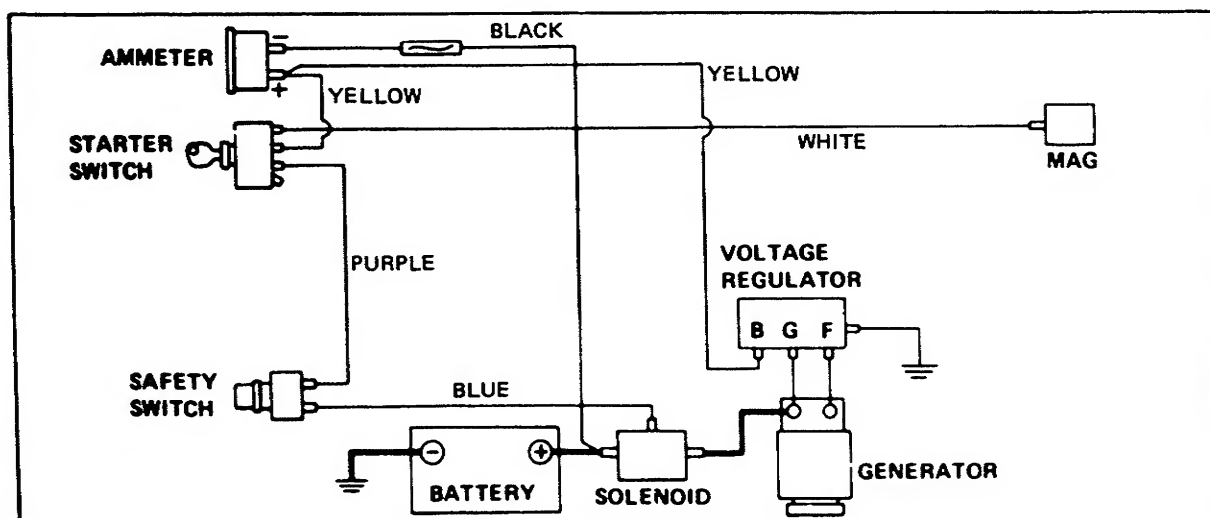 BLACK
AMMETER
−
+
YELLOW
YELLOW
STARTER
SWITCH
WHITE
MAG
PURPLE
VOLTAGE
REGULATOR
B G F
SAFETY
SWITCH
BLUE
− +
BATTERY
SOLENOID
GENERATOR